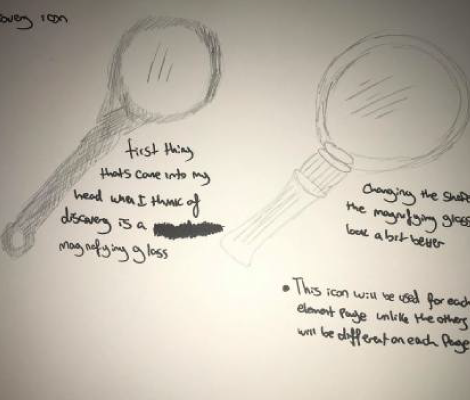 overy icon
first thing
thats come into my
head when I think of
discovery is a
magnifying glass
Changing the shape
the magnifying glass
look a bit better
• This icon will be used for each
element page unlike the others
will be different on each page